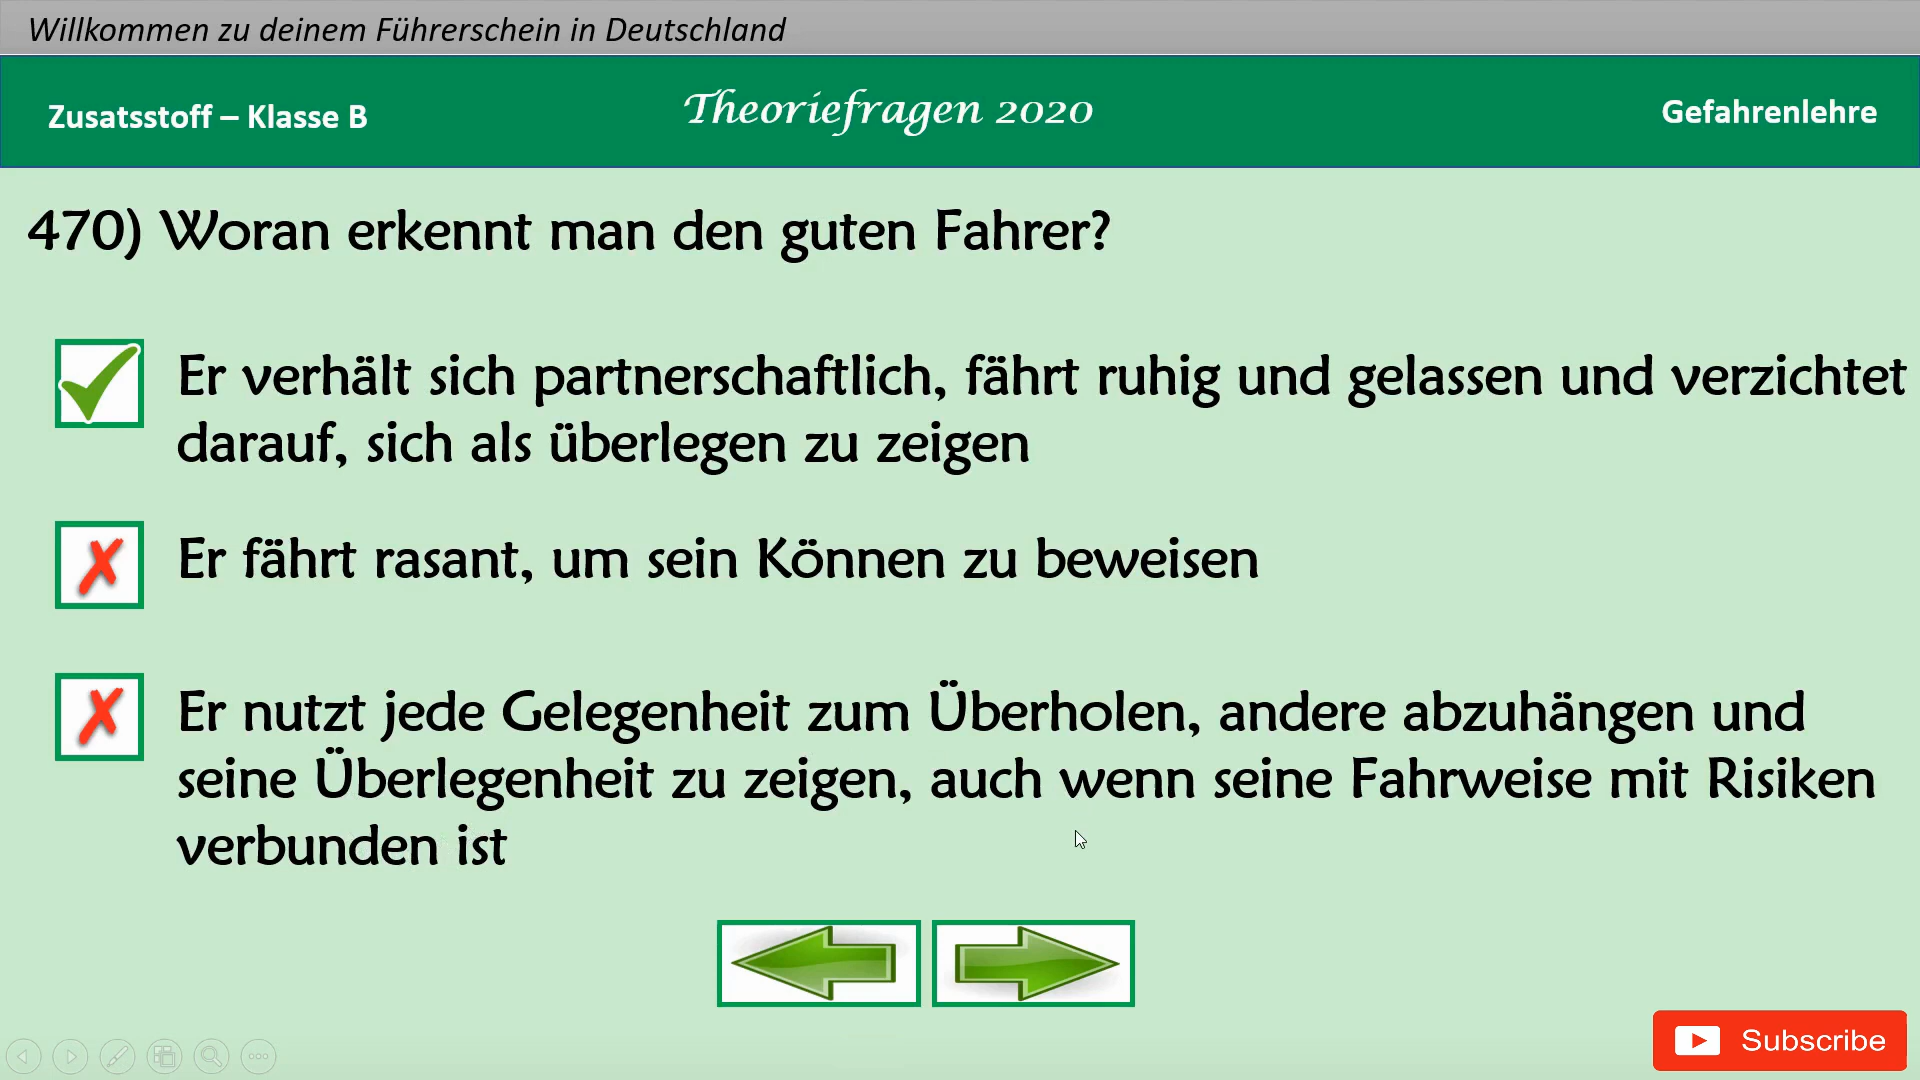 Willkommen zu deinem Führerschein in Deutschland
Zusatsstoff – Klasse B
Theoriefragen 2020
Gefahrenlehre
470) Woran erkennt man den guten Fahrer?
Er verhält sich partnerschaftlich, fährt ruhig und gelassen und verzichtet
darauf, sich als überlegen zu zeigen
Er fährt rasant, um sein Können zu beweisen
Er nutzt jede Gelegenheit zum Überholen, andere abzuhängen und
seine Überlegenheit zu zeigen, auch wenn seine Fahrweise mit Risiken
verbunden ist
Subscribe